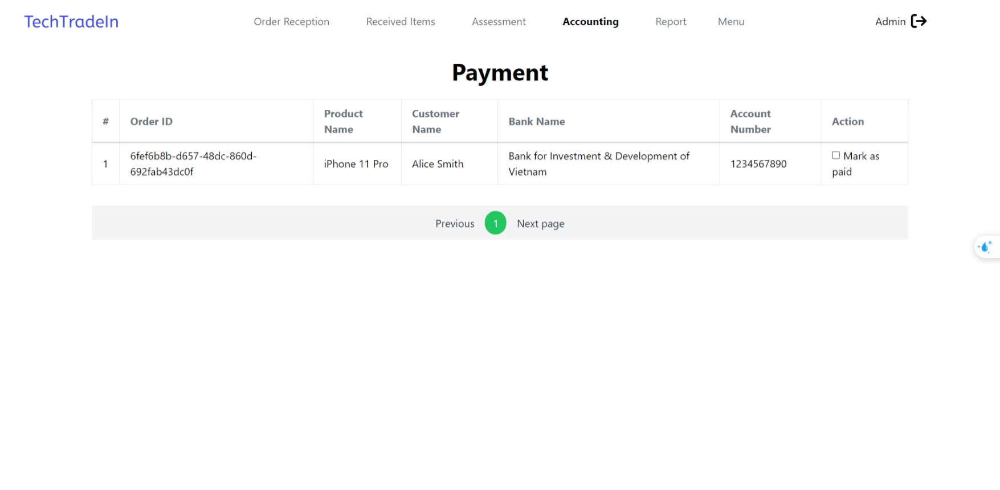 TechTradeIn
Order Reception
Received Items
Assessment
Accounting
Report
Menu
Admin
Payment
#
Order ID
Product
Name
Customer
Name
Bank Name
Account
Number
Action
1
6fef6b8b-d657-48dc-860d-
692fab43dc0f
iPhone 11 Pro
Alice Smith
Bank for Investment & Development of
Vietnam
1234567890
Mark as
paid
Previous
1
Next page